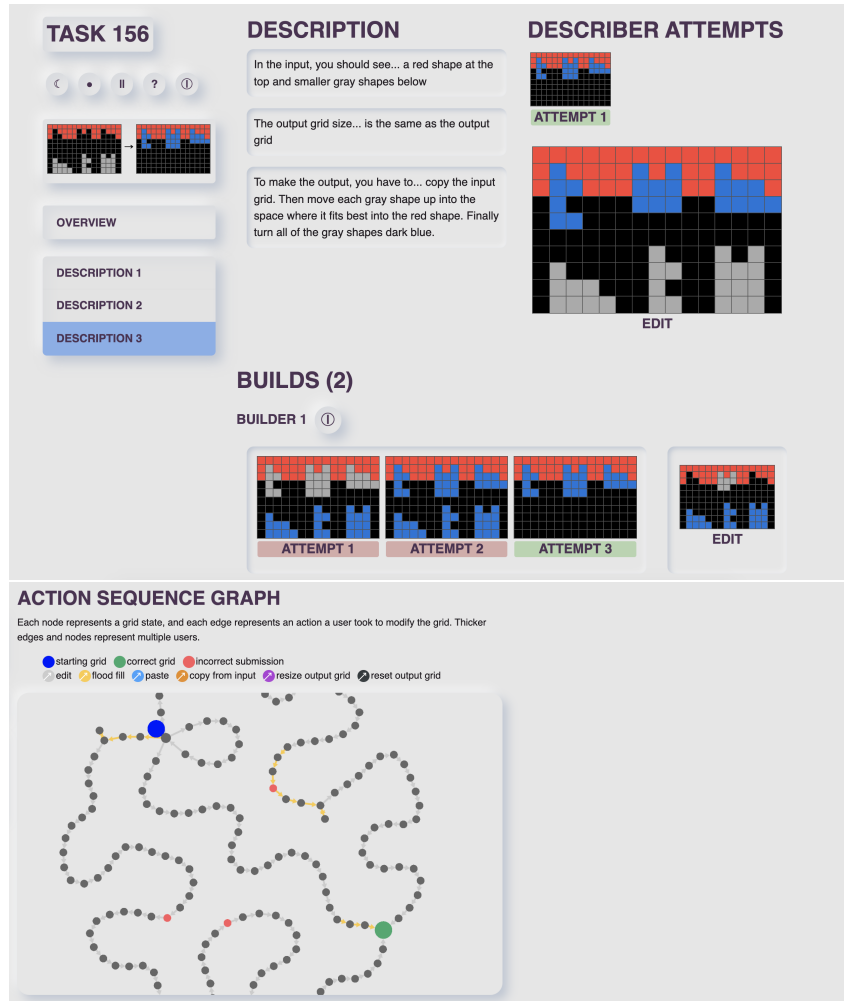 TASK 156
?
OVERVIEW
DESCRIPTION 1
DESCRIPTION 2
DESCRIPTION 3
DESCRIPTION
In the input, you should see... a red shape at the
top and smaller gray shapes below
The output grid size... is the same as the output
grid
To make the output, you have to... copy the input
grid. Then move each gray shape up into the
space where it fits best into the red shape. Finally
turn all of the gray shapes dark blue.
DESCRIBER ATTEMPTS
ATTEMPT 1
EDIT
BUILDS (2)
BUILDER 1
ATTEMPT 1
ATTEMPT 2
ATTEMPT 3
EDIT
ACTION SEQUENCE GRAPH
Each node represents a grid state, and each edge represents an action a user took to modify the grid. Thicker
edges and nodes represent multiple users.
starting grid correct grid incorrect submission
edit flood fill paste copy from input resize output grid reset output grid